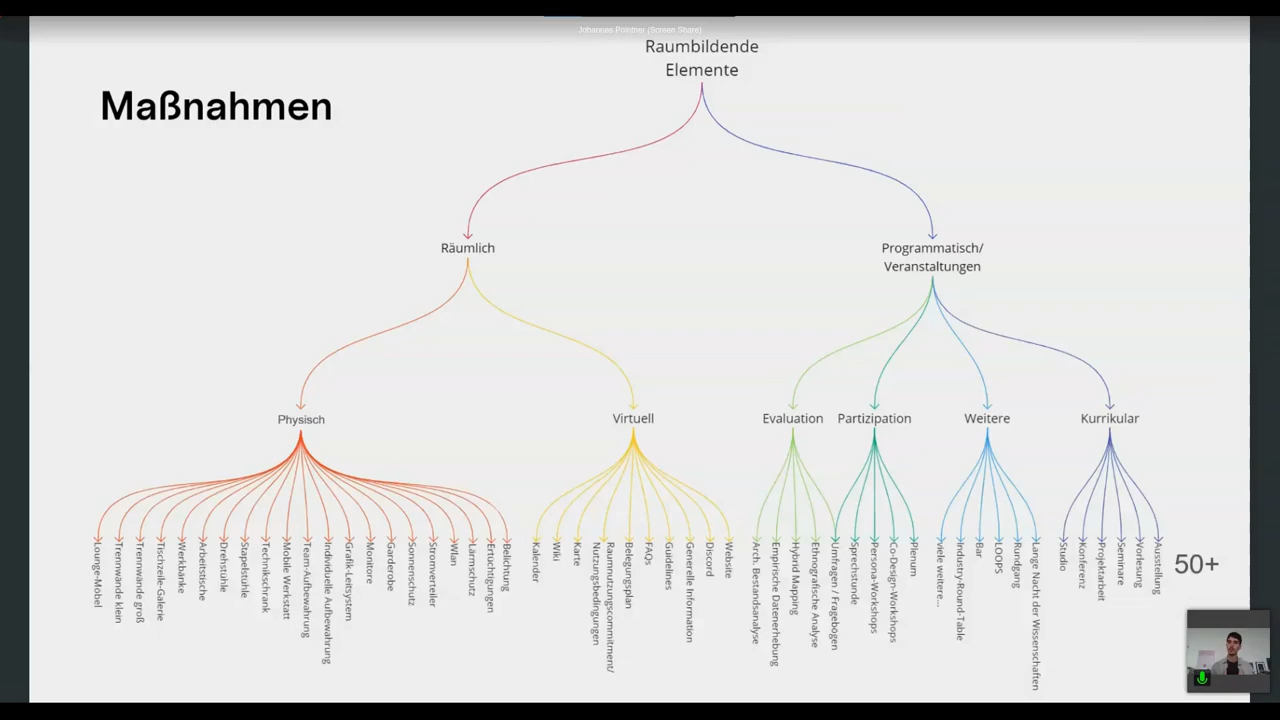 Johannes Pointner (Screen Share)
Raumbildende
Elemente
Maßnahmen
Räumlich
Programmatisch/
Veranstaltungen
Physisch
Virtuell
Evaluation
Partizipation
Weitere
Kurrikular
Lounge-Möbel
Trennwände klein
Trennwände groß
Tischzeile-Galerie
Werkbank
Arbeitstische
Drehstühle
Stapelstühle
Technikschrank
Mobile Werkstatt
Team-Aufbewahrung
Individuelle Aufbewahrung
Grafik-Leitsystem
Monitore
Garderobe
Sonnenschutz
Stromverteiler
Wlan
Lärmschutz
Ertüchtigungen
Belichtung
Kalender
Wiki
Karte
Raumnutzungscommitment/
Nutzungsbedingungen
Belegungsplan
FAQs
Guidelines
Generelle Information
Discord
Website
Arch. Bestandsanalyse
Empirische Datenerhebung
Hybrid Mapping
Ethnografische Analyse
Umfragen / Fragebögen
Sprechstunde
Persona-Workshops
Co-Design-Workshops
Plenum
viele weitere...
Industry-Round-Table
Bar
LOOPS
Rundgang
Lange Nacht der Wissenschaften
Studio
Konferenz
Projektarbeit
Seminare
Vorlesung
Ausstellung
50+